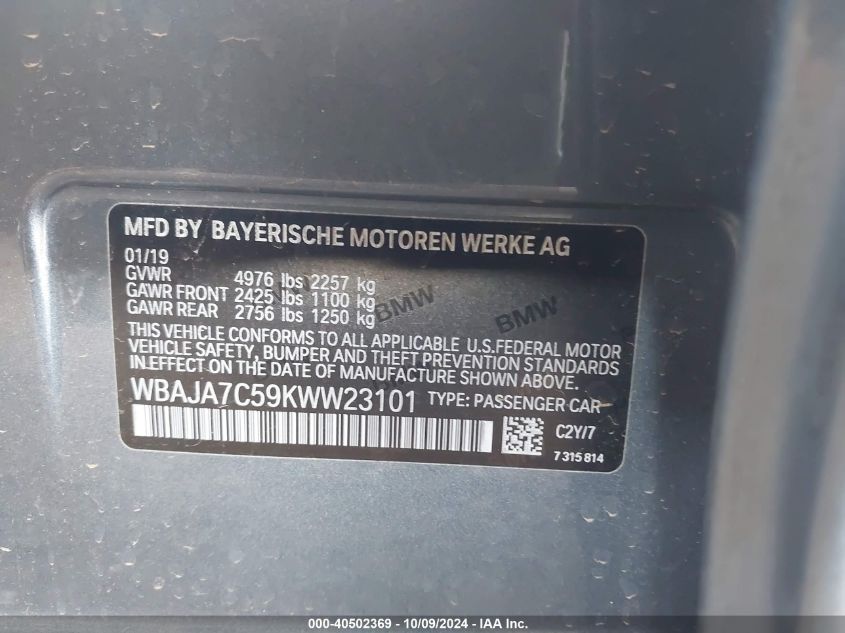 MFD BY BAYERISCHE MOTOREN WERKE AG
01/19
GVWR 4976 lbs 2257 kg
GAWR FRONT 2425 lbs 1100 kg
GAWR REAR 2756 lbs 1250 kg
BMW BMW
THIS VEHICLE CONFORMS TO ALL APPLICABLE U.S.FEDERAL MOTOR
VEHICLE SAFETY, BUMPER AND THEFT PREVENTION STANDARDS
IN EFFECT ON THE DATE OF MANUFACTURE SHOWN ABOVE.
WBAJA7C59KWW23101 TYPE: PASSENGER CAR
C2Y/7
7315814
000-40502369 - 10/09/2024 - IAA Inc.